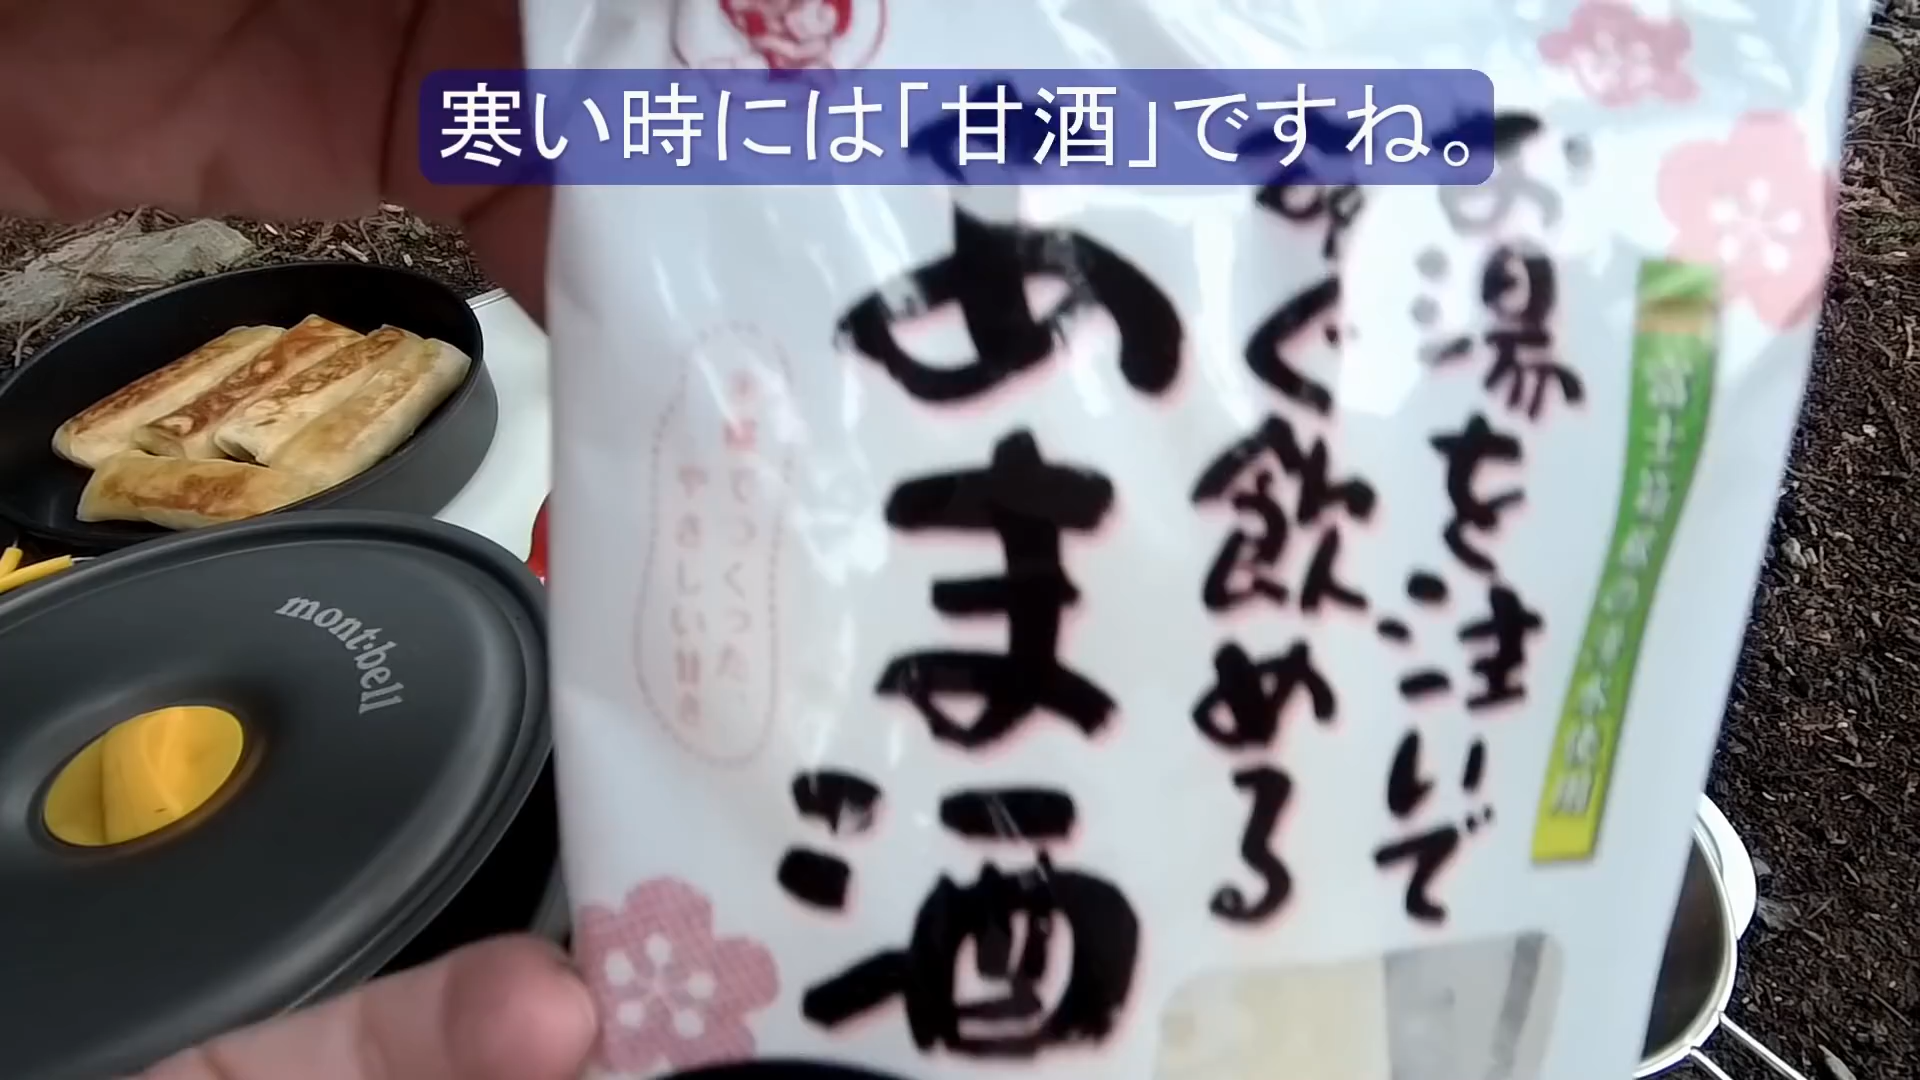 寒い時には｢甘酒｣ですね。
お湯を注いで
すぐ飲める
あま酒
mont-bell